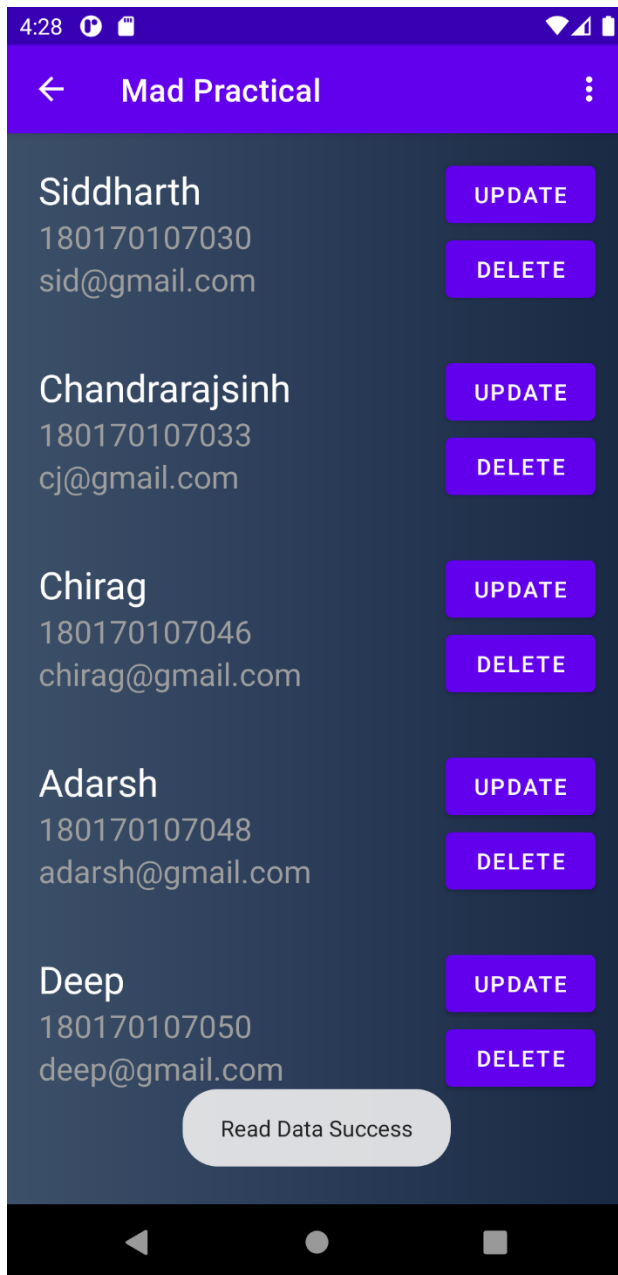 4:28
Mad Practical
Siddharth
UPDATE
180170107030
sid@gmail.com
DELETE
Chandrarajsinh
UPDATE
180170107033
cj@gmail.com
DELETE
Chirag
UPDATE
180170107046
chirag@gmail.com
DELETE
Adarsh
UPDATE
180170107048
adarsh@gmail.com
DELETE
Deep
UPDATE
180170107050
deep@gmail.com
DELETE
Read Data Success